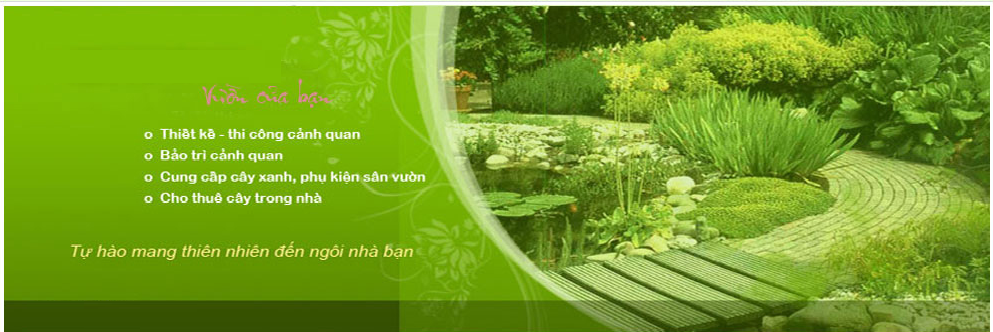 Vườn của bạn
o Thiết kế - thi công cảnh quan
o Bảo trì cảnh quan
o Cung cấp cây xanh, phụ kiện sân vườn
o Cho thuê cây trong nhà
Tự hào mang thiên nhiên đến ngôi nhà bạn